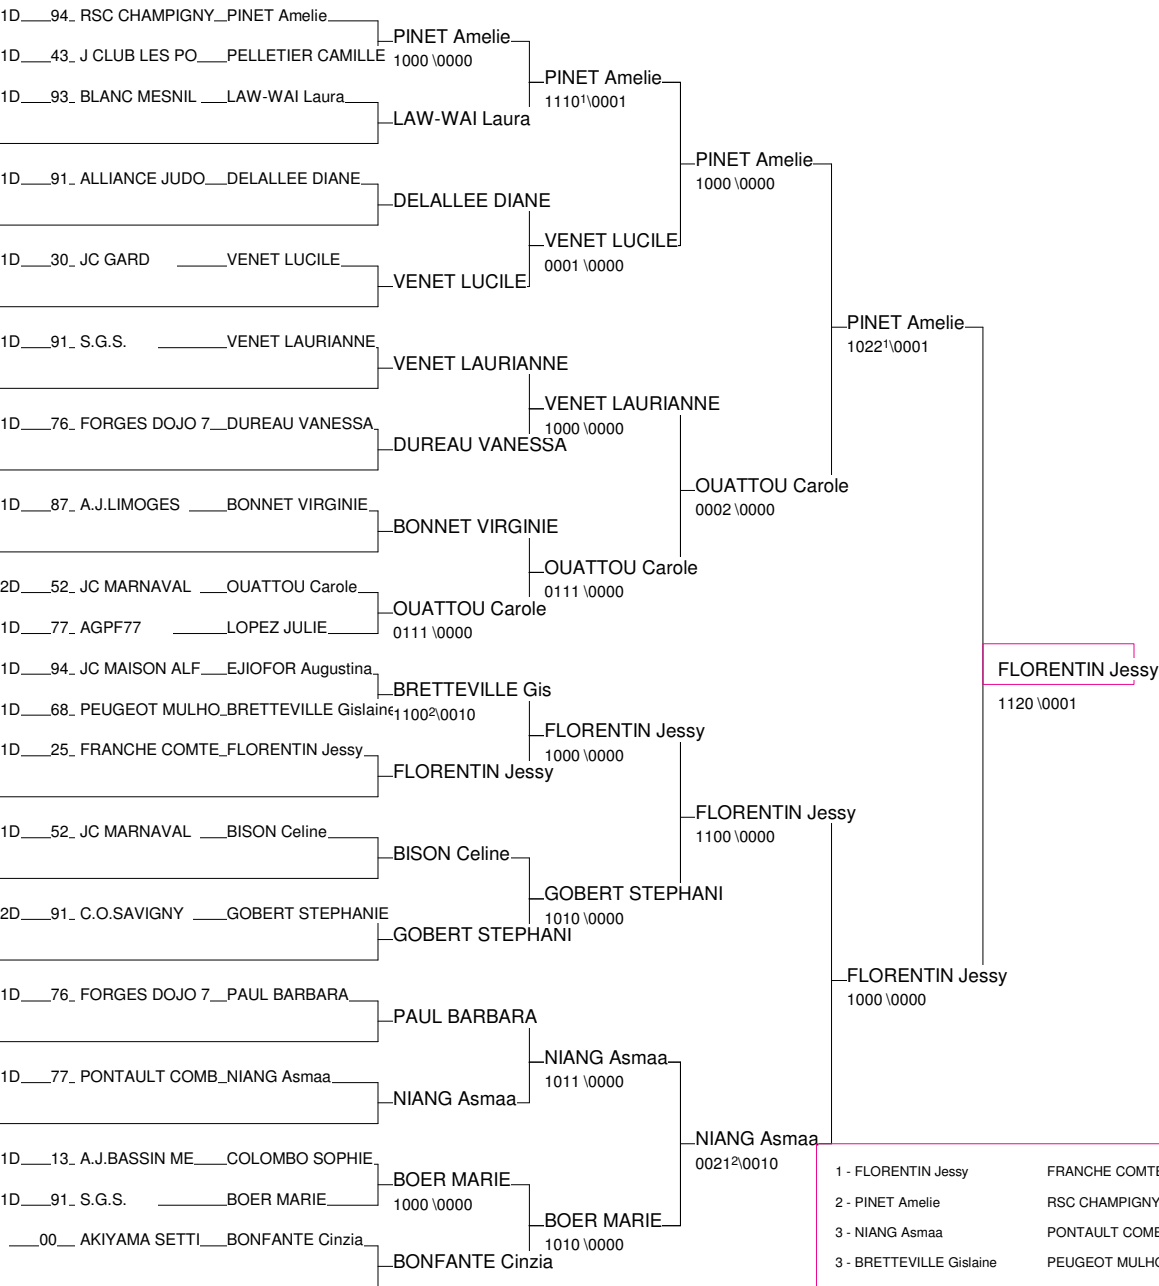 1D 94 RSC CHAMPIGNY PINET Amelie
1D 43 J CLUB LES PO PELLETIER CAMILLE
1D 93 BLANC MESNIL LAW-WAI Laura
1D 91 ALLIANCE JUDO DELALLEE DIANE
1D 30 JC GARD VENET LUCILE
1D 91 S.G.S. VENET LAURIANNE
1D 76 FORGES DOJO 7 DUREAU VANESSA
1D 87 A.J.LIMOGES BONNET VIRGINIE
2D 52 JC MARNAVAL OUATTOU Carole
1D 77 AGPF77 LOPEZ JULIE
1D 94 JC MAISON ALF EJIOFOR Augustina
1D 68 PEUGEOT MULHO BRETTEVILLE Gislaine
1D 25 FRANCHE COMTE FLORENTIN Jessy
1D 52 JC MARNAVAL BISON Celine
2D 91 C.O.SAVIGNY GOBERT STEPHANIE
1D 76 FORGES DOJO 7 PAUL BARBARA
1D 77 PONTAULT COMB NIANG Asmaa
1D 13 A.J.BASSIN ME COLOMBO SOPHIE
1D 91 S.G.S. BOER MARIE
00 AKIYAMA SETTI BONFANTE Cinzia
PINET Amelie
1000 \0000
LAW-WAI Laura
DELALLEE DIANE
VENET LUCILE
VENET LAURIANNE
DUREAU VANESSA
BONNET VIRGINIE
OUATTOU Carole
0111 \0000
BRETTEVILLE Gis
1100²\0010
FLORENTIN Jessy
BISON Celine
GOBERT STEPHANI
PAUL BARBARA
NIANG Asmaa
BOER MARIE
1000 \0000
BONFANTE Cinzia
PINET Amelie
1110¹\0001
VENET LUCILE
0001 \0000
VENET LAURIANNE
1000 \0000
OUATTOU Carole
0111 \0000
FLORENTIN Jessy
1000 \0000
GOBERT STEPHANI
1010 \0000
NIANG Asmaa
1011 \0000
BOER MARIE
1010 \0000
PINET Amelie
1000 \0000
OUATTOU Carole
0002 \0000
FLORENTIN Jessy
1100 \0000
NIANG Asmaa
0021²\0010
PINET Amelie
1022¹\0001
FLORENTIN Jessy
1000 \0000
FLORENTIN Jessy
1120 \0001
1 - FLORENTIN Jessy FRANCHE COMTE
2 - PINET Amelie RSC CHAMPIGNY
3 - NIANG Asmaa PONTAULT COMB
3 - BRETTEVILLE Gislaine PEUGEOT MULHO